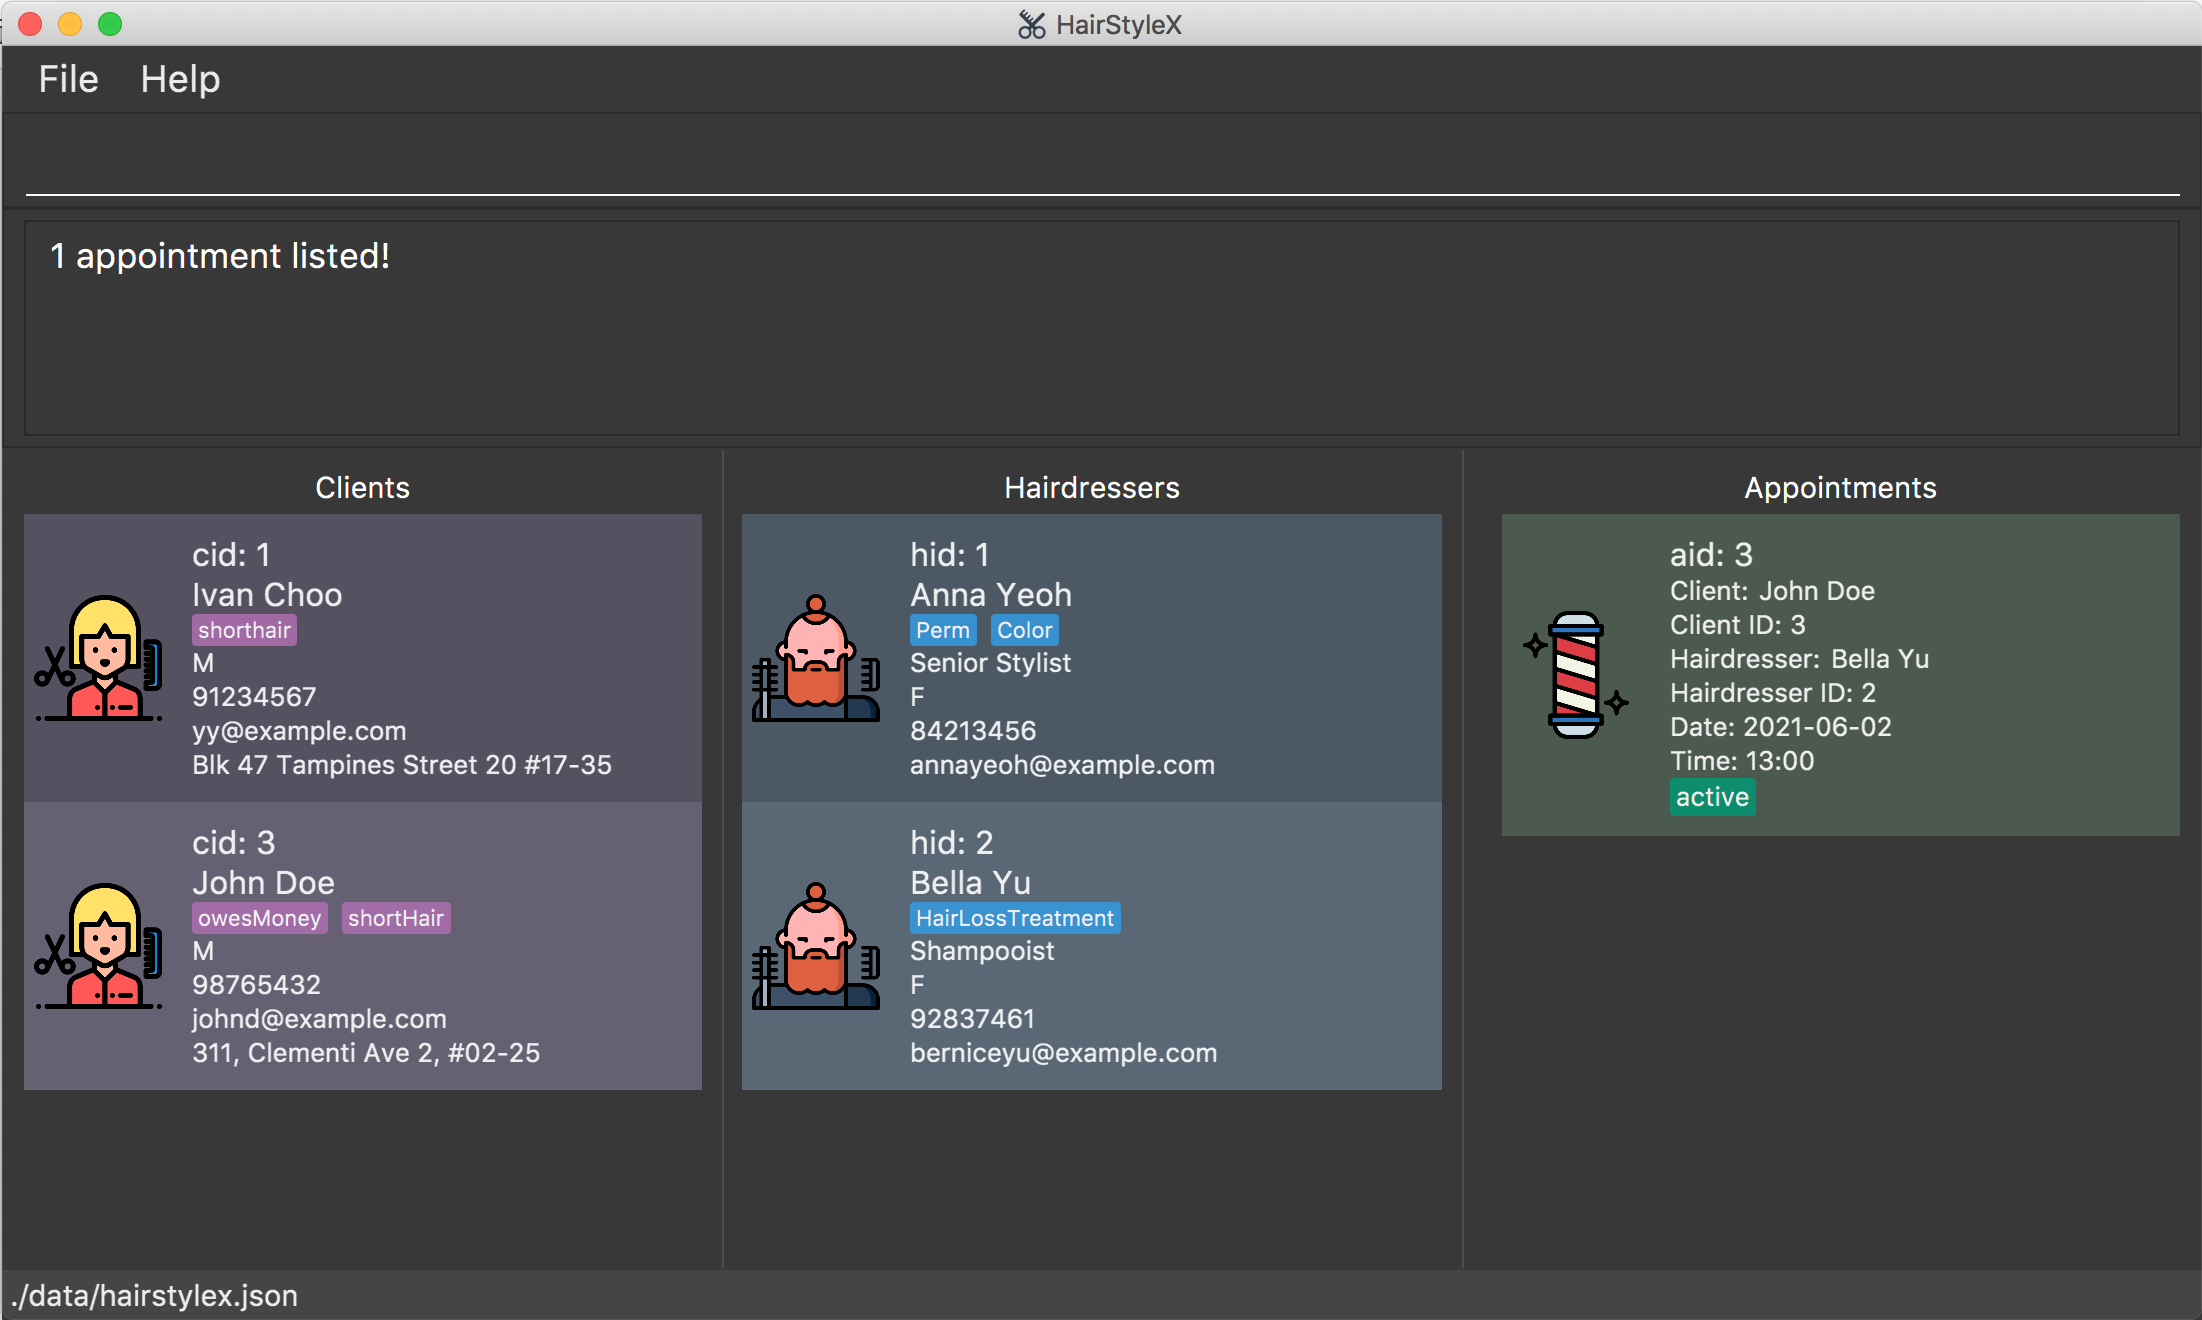 HairStyleX
File Help
1 appointment listed!
Clients
cid: 1
Ivan Choo
shorthair
M
91234567
yy@example.com
Blk 47 Tampines Street 20 #17-35
cid: 3
John Doe
owesMoney shortHair
M
98765432
johnd@example.com
311, Clementi Ave 2, #02-25
Hairdressers
hid: 1
Anna Yeoh
Perm Color
Senior Stylist
F
84213456
annayeoh@example.com
hid: 2
Bella Yu
HairLossTreatment
Shampooist
F
92837461
berniceyu@example.com
Appointments
aid: 3
Client: John Doe
Client ID: 3
Hairdresser: Bella Yu
Hairdresser ID: 2
Date: 2021-06-02
Time: 13:00
active
./data/hairstylex.json